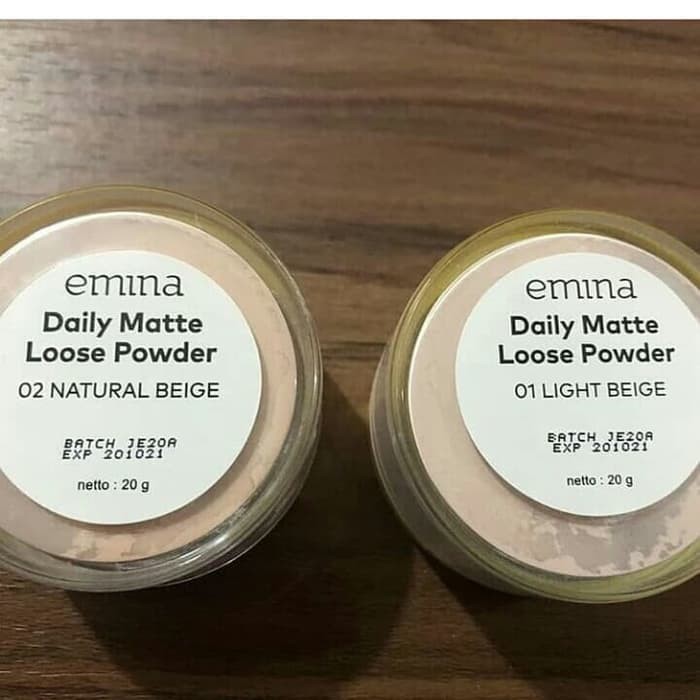 emina
Daily Matte
Loose Powder
02 NATURAL BEIGE
BATCH JE20A
EXP 201021
netto : 20 g
emina
Daily Matte
Loose Powder
01 LIGHT BEIGE
BATCH JE20A
EXP 201021
netto : 20 g